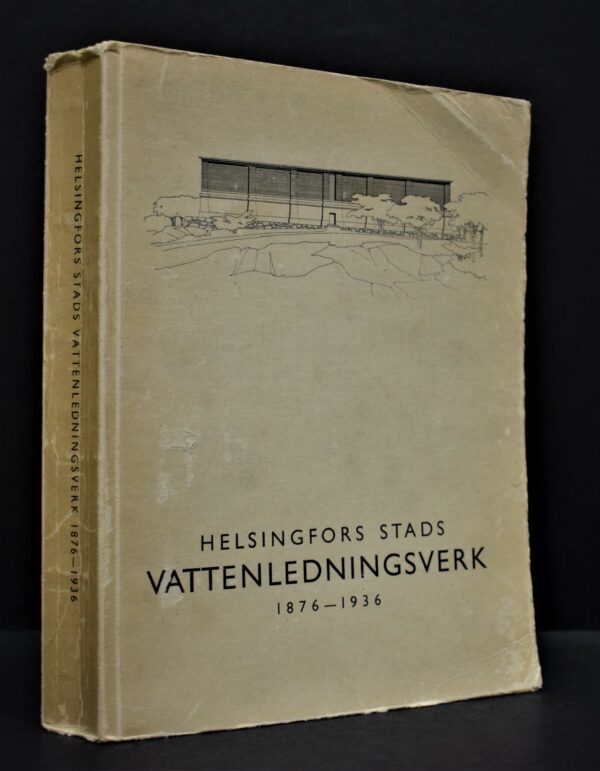 HELSINGFORS STADS VATTENLEDNINGSVERK 1876—1936
HELSINGFORS STADS
VATTENLEDNINGSVERK
1876—1936